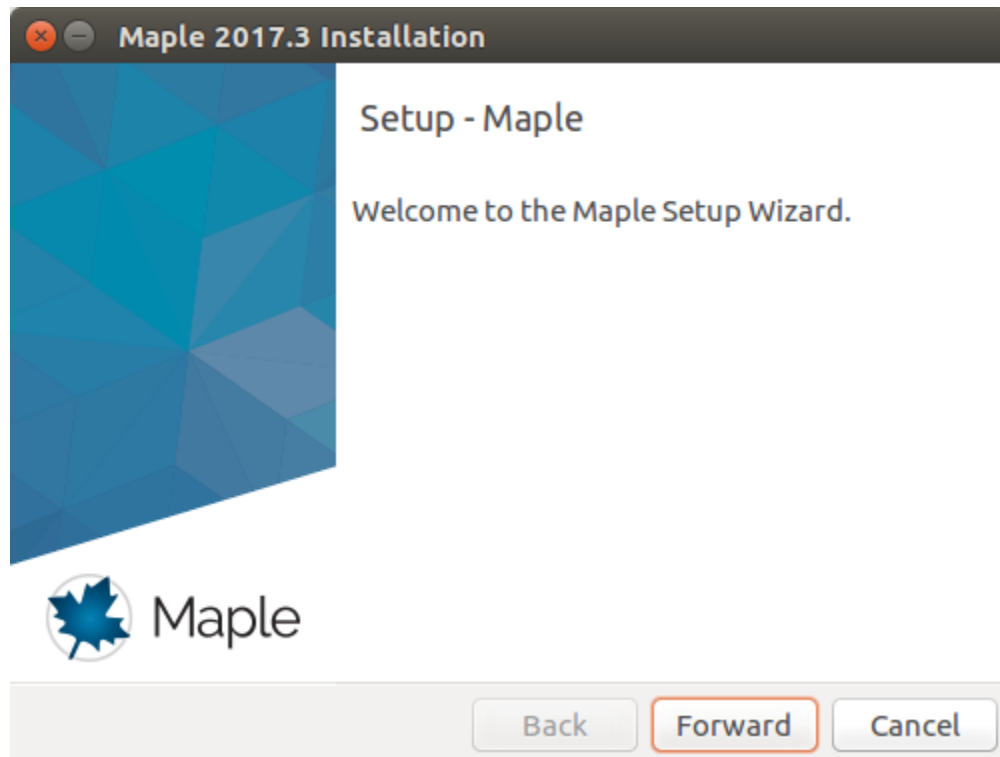 Maple 2017.3 Installation
Setup - Maple
Welcome to the Maple Setup Wizard.
Maple
Back Forward Cancel